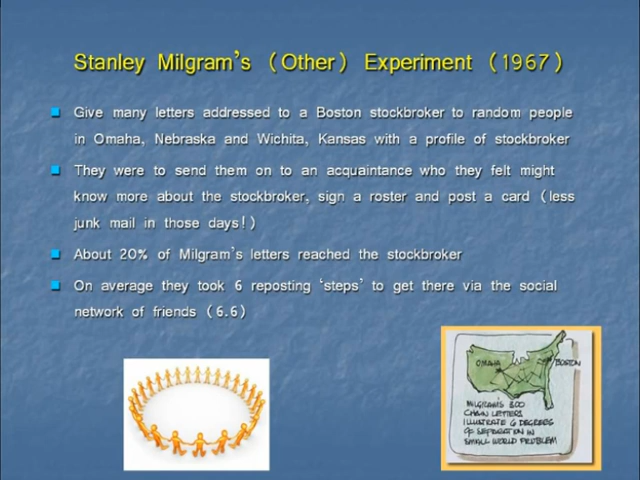 Stanley Milgram's (Other) Experiment (1967)
Give many letters addressed to a Boston stockbroker to random people
in Omaha, Nebraska and Wichita, Kansas with a profile of stockbroker
They were to send them on to an acquaintance who they felt might
know more about the stockbroker, sign a roster and post a card (less
junk mail in those days!)
About 20% of Milgram's letters reached the stockbroker
On average they took 6 reposting 'steps' to get there via the social
network of friends (6.6)
OMAHA
BOSTON
MILGRAM'S 300
CHAIN LETTERS
ILLUSTRATE 6 DEGREES
OF SEPARATION IN
SMALL WORLD PROBLEM